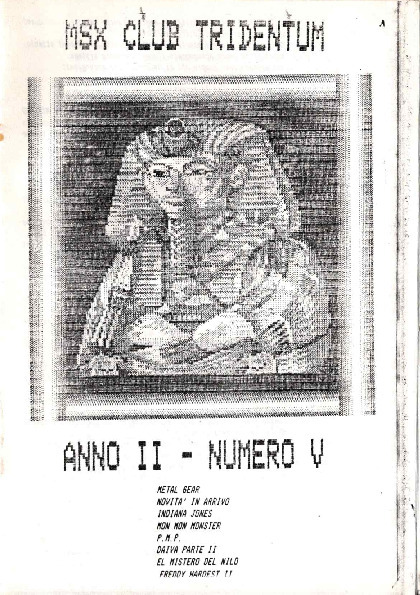 MSX CLUB TRIDENTUM
ANNO II - NUMERO V
METAL GEAR
NOVITA' IN ARRIVO
INDIANA JONES
MON MON MONSTER
P.M.P.
DAIVA PARTE II
EL MISTERO DEL NILO
FREDDY HARDEST II